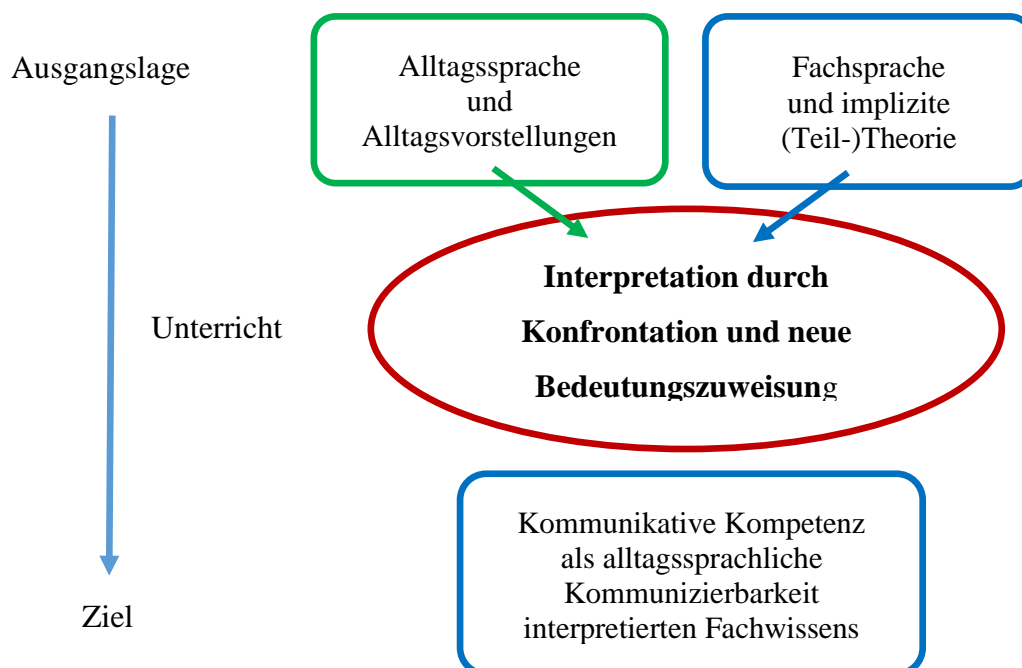 Ausgangslage
Alltagssprache
und
Alltagsvorstellungen
Fachsprache
und implizite
(Teil-)Theorie
Unterricht
Interpretation durch
Konfrontation und neue
Bedeutungszuweisung
Kommunikative Kompetenz
als alltagssprachliche
Kommunizierbarkeit
interpretierten Fachwissens
Ziel